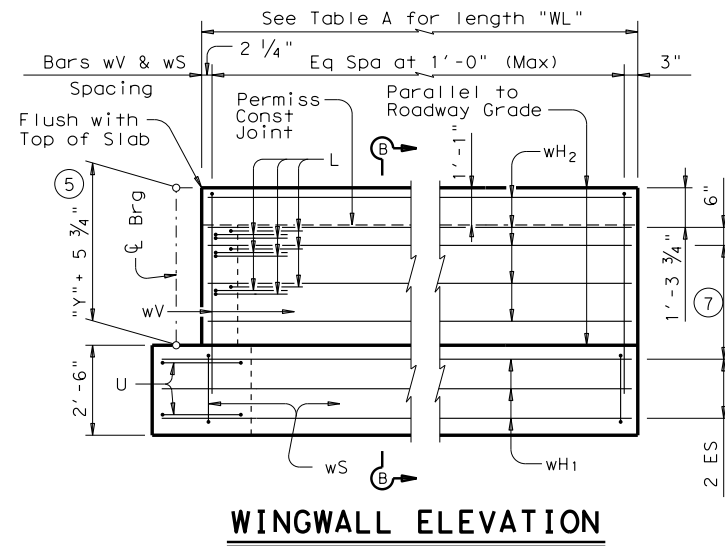 See Table A for length "WL"
2 1/4"
Bars wV & wS
Eq Spa at 1'-0" (Max)
3"
Spacing
Permiss
Const
Joint
Parallel to
Roadway Grade
Flush with
Top of Slab
B
1'-1"
wH2
L
5
6"
℄ Brg
"Y"+ 5 3/4"
1'-3 3/4"
7
wV
2'-6"
U
2 ES
wS
wH1
B
WINGWALL ELEVATION